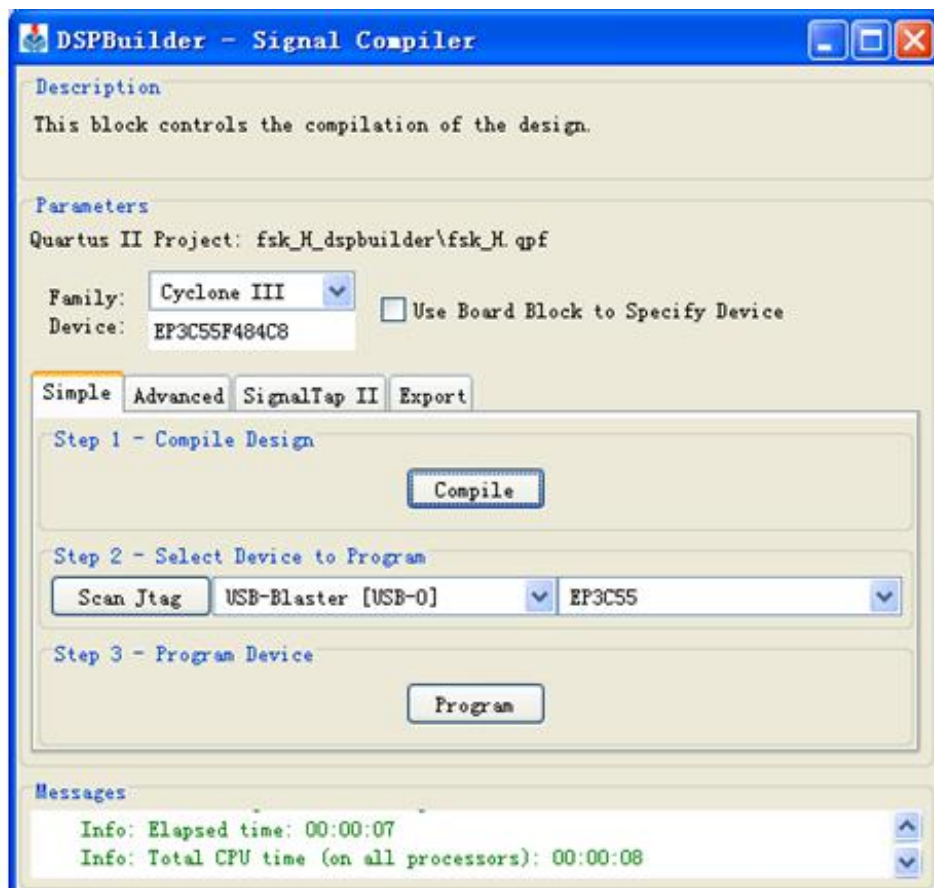 DSPBuilder - Signal Compiler
Description
This block controls the compilation of the design.
Parameters
Quartus II Project: fsk_H_dspbuilder\fsk_H.qpf
Family: Cyclone III
Use Board Block to Specify Device
Device: EP3C55F484C8
Simple Advanced SignalTap II Export
Step 1 - Compile Design
Compile
Step 2 - Select Device to Program
Scan Jtag USB-Blaster [USB-0] EP3C55
Step 3 - Program Device
Program
Messages
Info: Elapsed time: 00:00:07
Info: Total CPU time (on all processors): 00:00:08